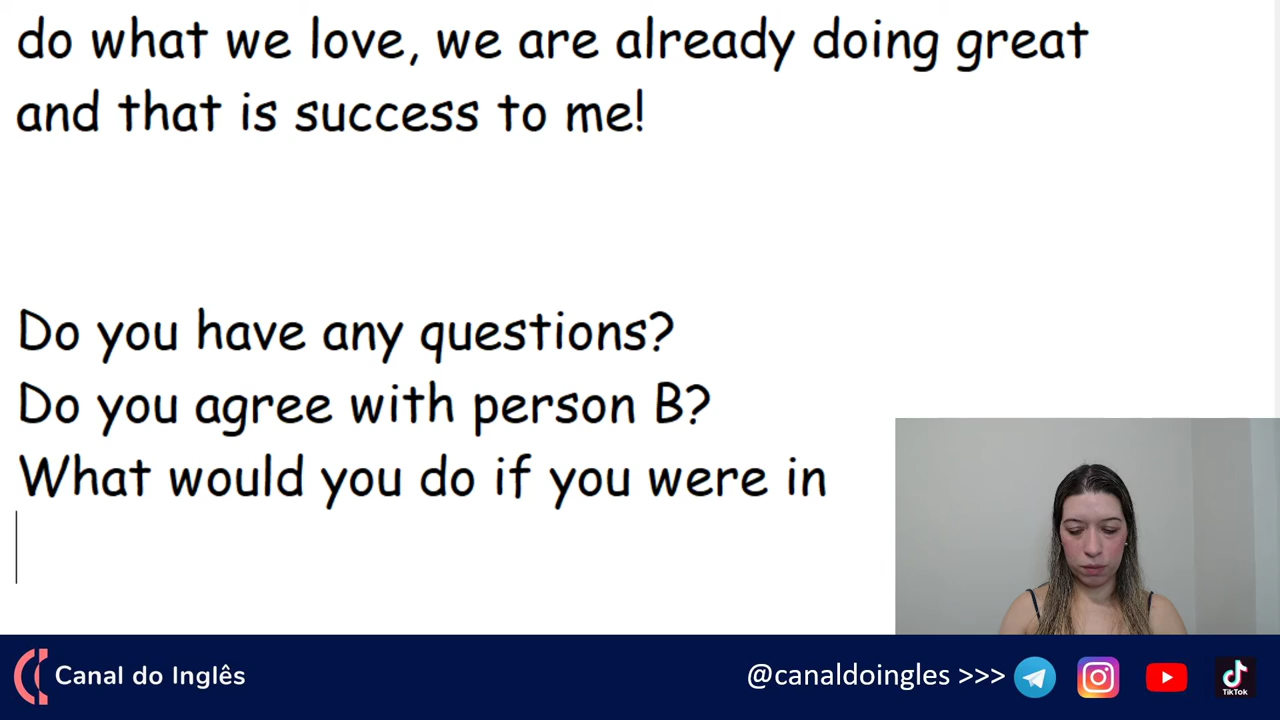 do what we love, we are already doing great
and that is success to me!
Do you have any questions?
Do you agree with person B?
What would you do if you were in
Canal do Inglês
@canaldoingles >>>
TikTok